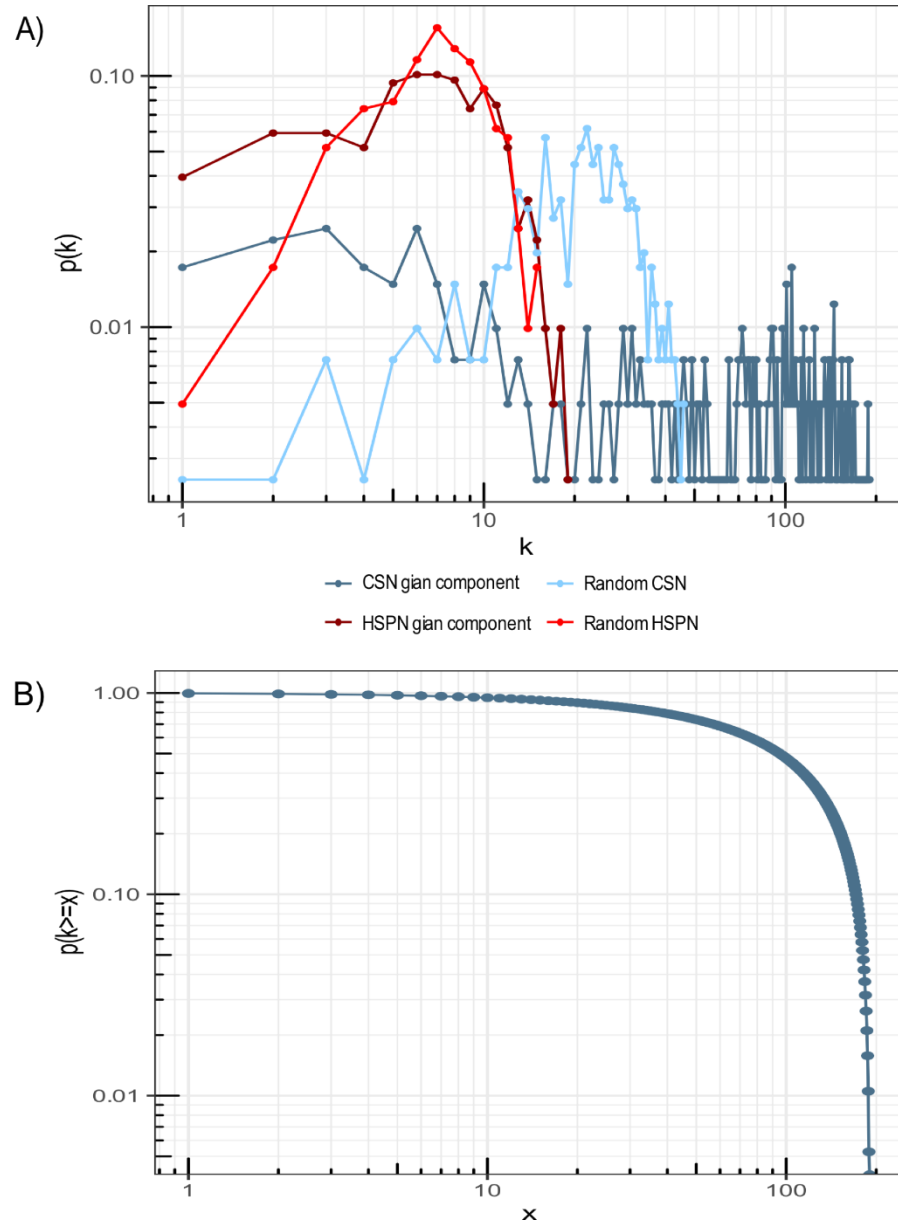 A)
0.10
p(k)
0.01
1 10 100
k
CSN gian component Random CSN
HSPN gian component Random HSPN
B)
1.00
p(k>=x)
0.10
0.01
1 10 100
x